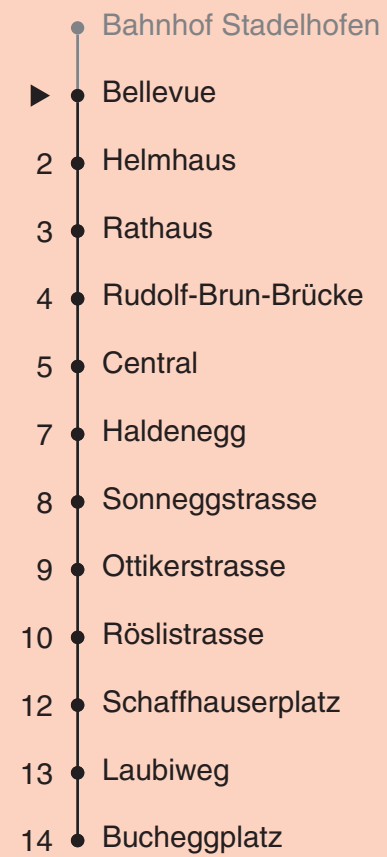 Bahnhof Stadelhofen
Bellevue
2 Helmhaus
3 Rathaus
4 Rudolf-Brun-Brücke
5 Central
7 Haldenegg
8 Sonneggstrasse
9 Ottikerstrasse
10 Röslistrasse
12 Schaffhauserplatz
13 Laubiweg
14 Bucheggplatz